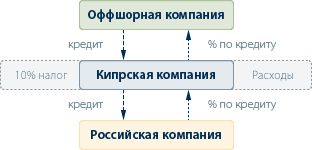 Оффшорная компания
кредит % по кредиту
10% налог Кипрская компания Расходы
кредит % по кредиту
Российская компания